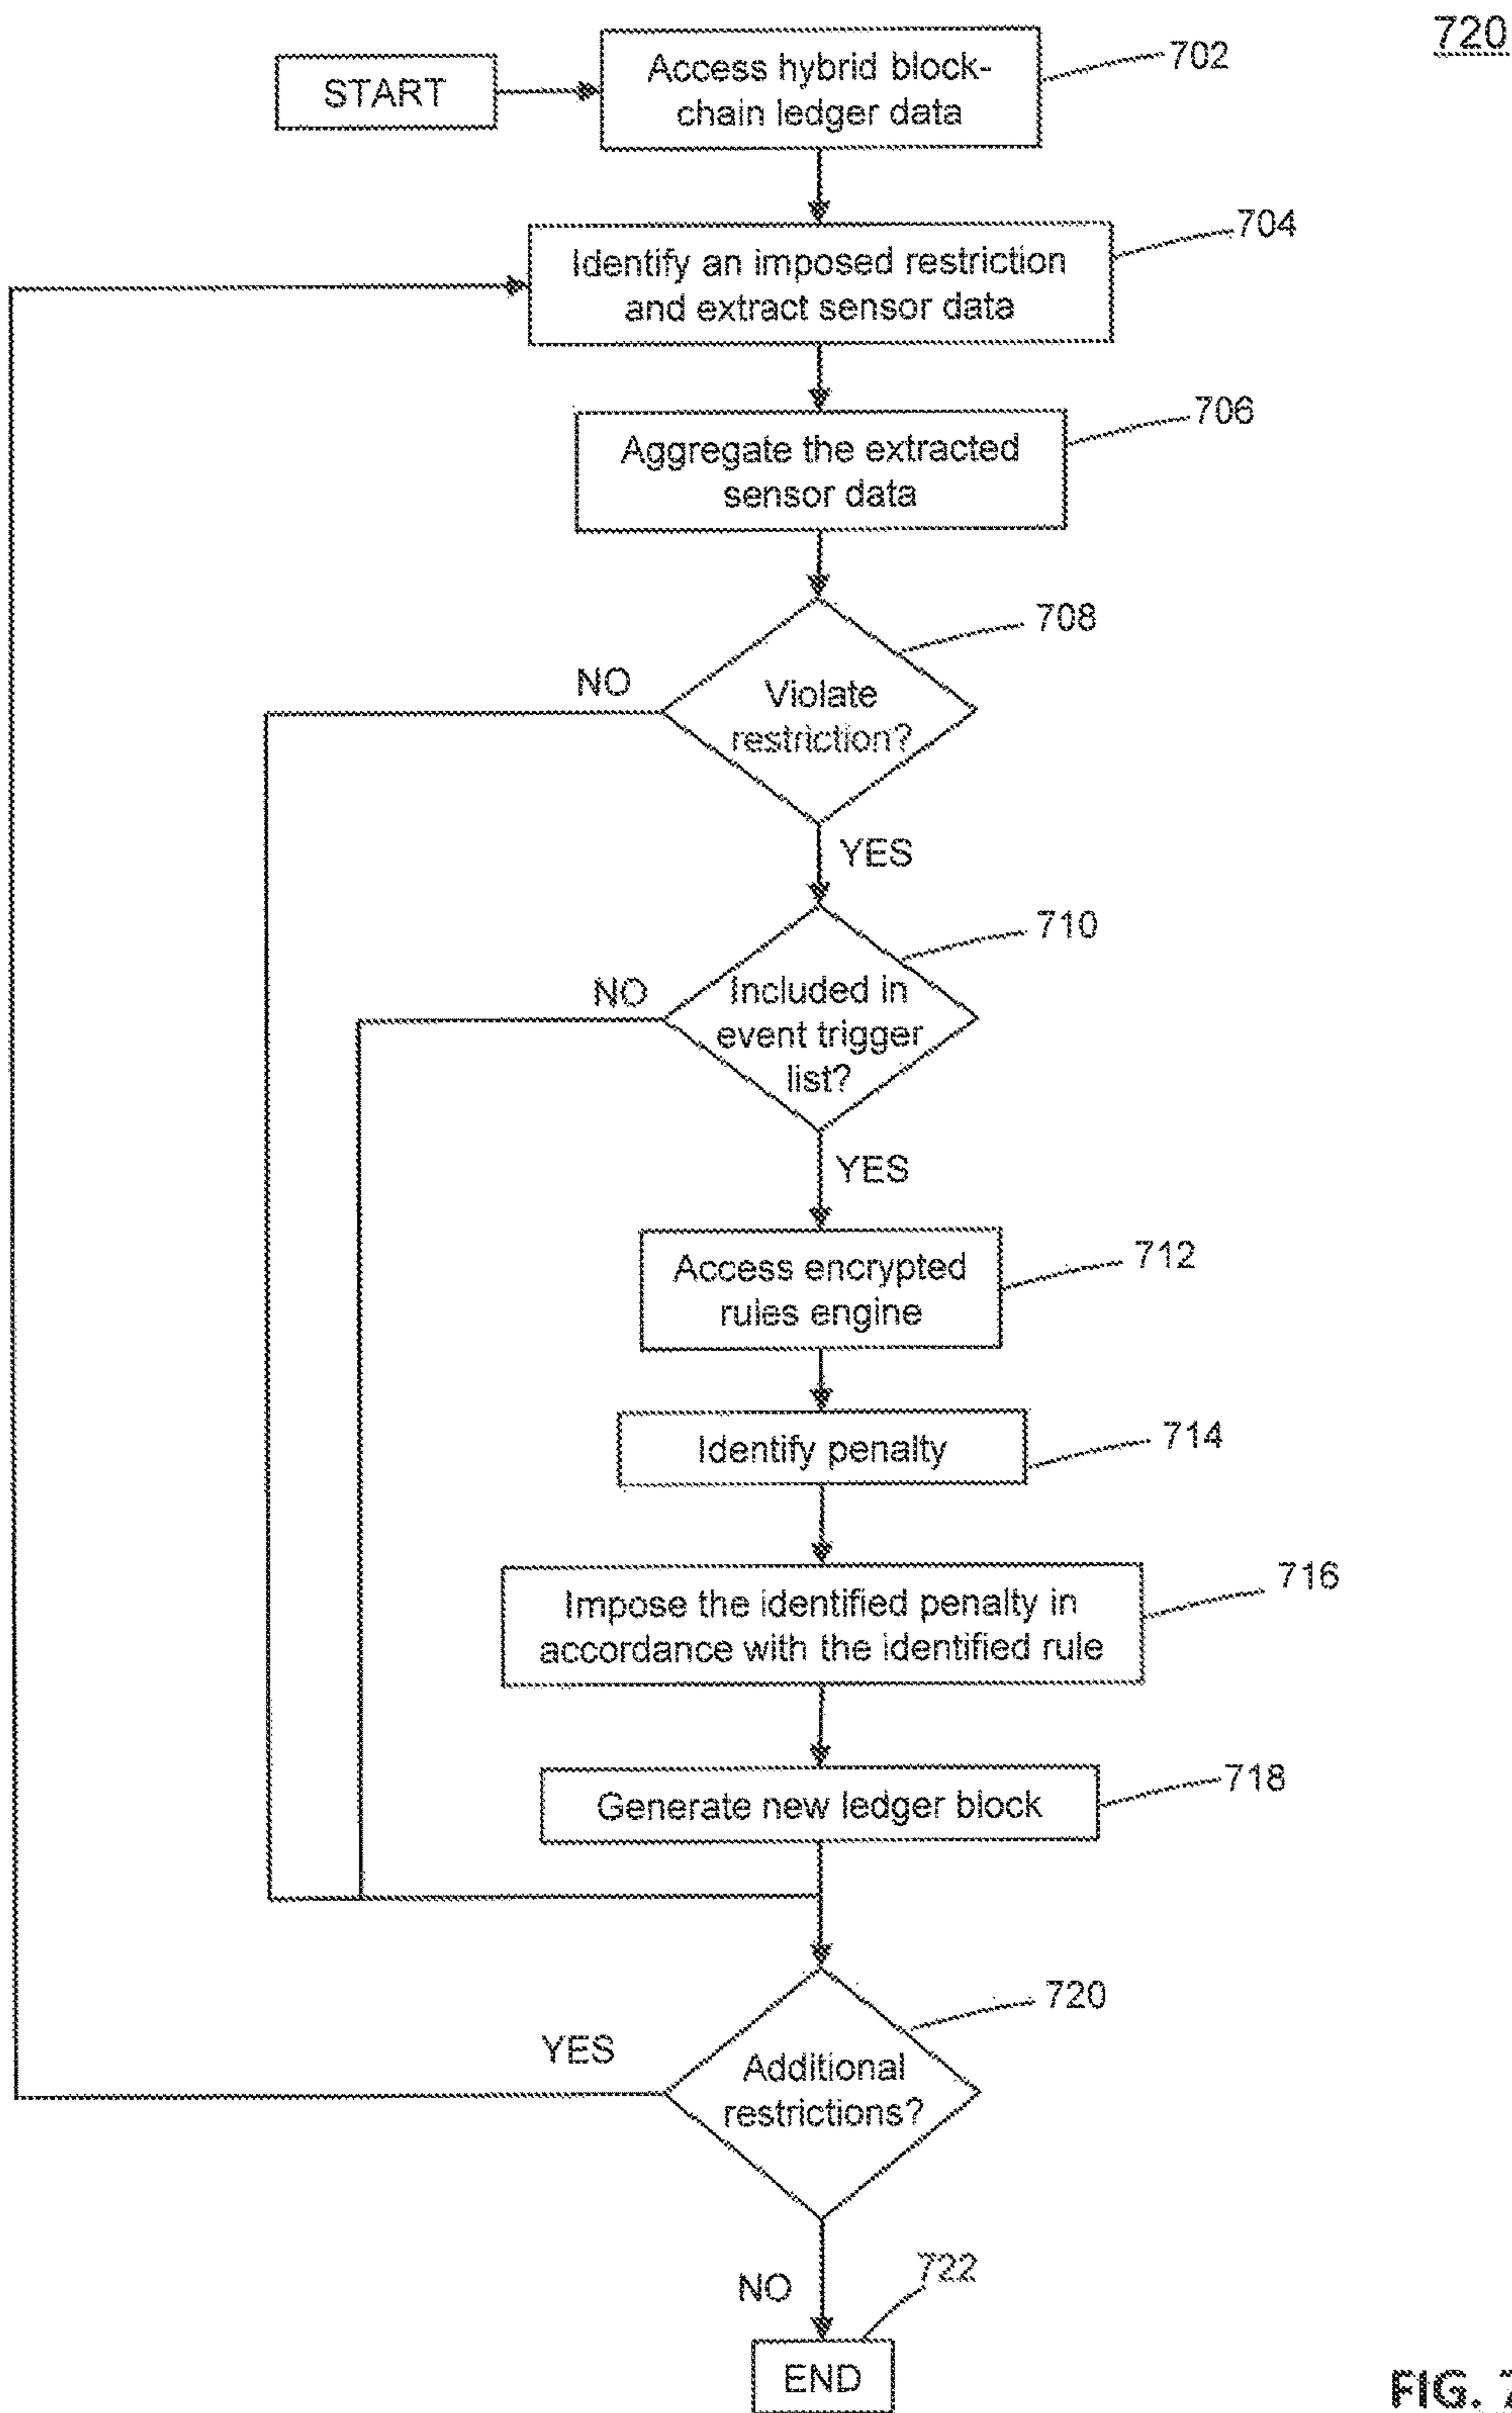 720
START
Access hybrid block-
chain ledger data
702
704
Identify an imposed restriction
and extract sensor data
706
Aggregate the extracted
sensor data
708
NO
Violate
restriction?
YES
710
NO
Included in
event trigger
list?
YES
712
Access encrypted
rules engine
714
Identify penalty
716
Impose the identified penalty in
accordance with the identified rule
718
Generate new ledger block
720
YES
Additional
restrictions?
722
NO
END
FIG. 7